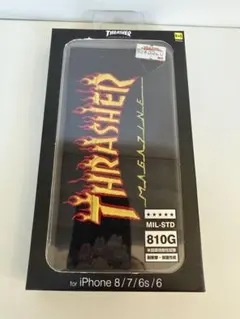 THRASHER
THRASHER
MAGAZINE
★★★★★
MIL-STD
810G
for iPhone 8/7/6s/6